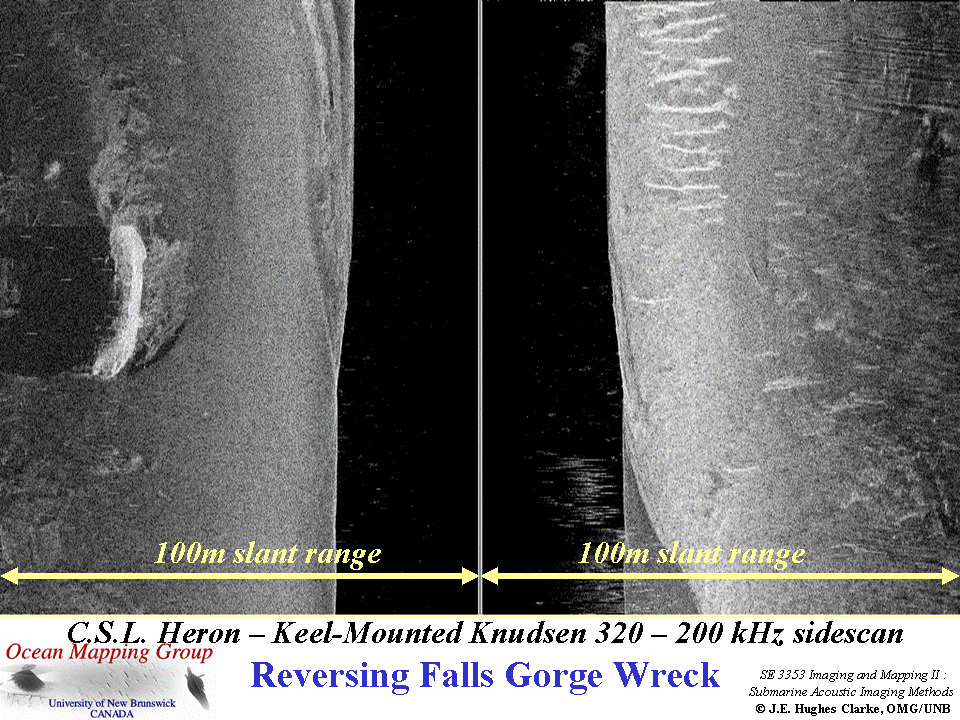 100m slant range
100m slant range
C.S.L. Heron – Keel-Mounted Knudsen 320 – 200 kHz sidescan
Ocean Mapping Group
Reversing Falls Gorge Wreck
University of New Brunswick
CANADA
SE 3353 Imaging and Mapping II :
Submarine Acoustic Imaging Methods
© J.E. Hughes Clarke, OMG/UNB